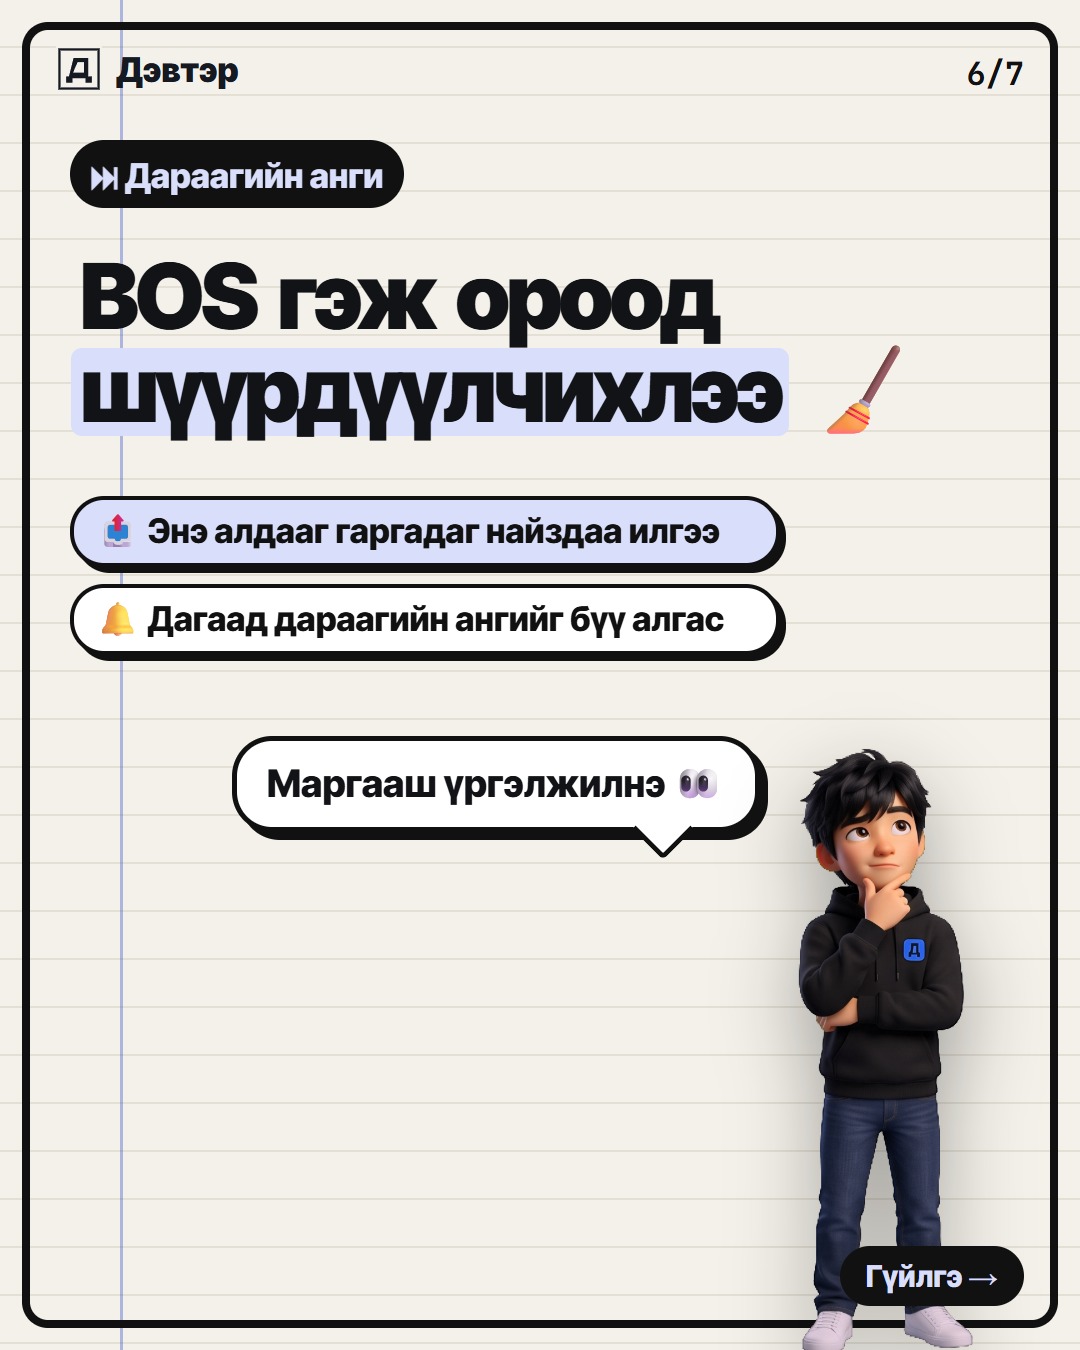 Д Дэвтэр
6/7
⏭ Дараагийн анги
BOS гэж ороод
шүүрдүүлчихлээ 🧹
📤 Энэ алдааг гаргадаг найздаа илгээ
🔔 Дагаад дараагийн ангийг бүү алгас
Маргааш үргэлжилнэ 👀
Д
Гүйлгэ →